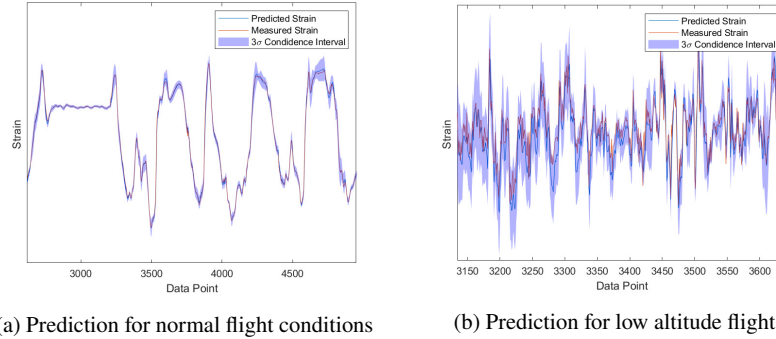 Predicted Strain
Measured Strain
3σ Condidence Interval
Strain
3000
3500
4000
4500
Data Point
(a) Prediction for normal flight conditions
Predicted Strain
Measured Strain
3σ Condidence Interval
Strain
3150
3200
3250
3300
3350
3400
3450
3500
3550
3600
Data Point
(b) Prediction for low altitude flight